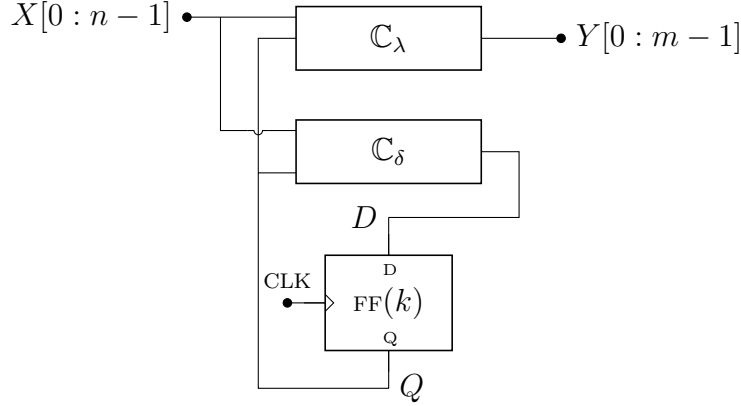 X[0 : n − 1]
ℂ_λ
Y[0 : m − 1]
ℂ_δ
D
D
CLK
FF(k)
Q
Q